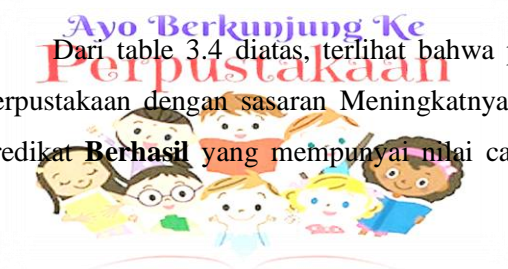 Ayo Berkunjung Ke
Perpustakaan
Dari table 3.4 diatas, terlihat bahwa
erpustakaan dengan sasaran Meningkatnya
redikat Berhasil yang mempunyai nilai ca